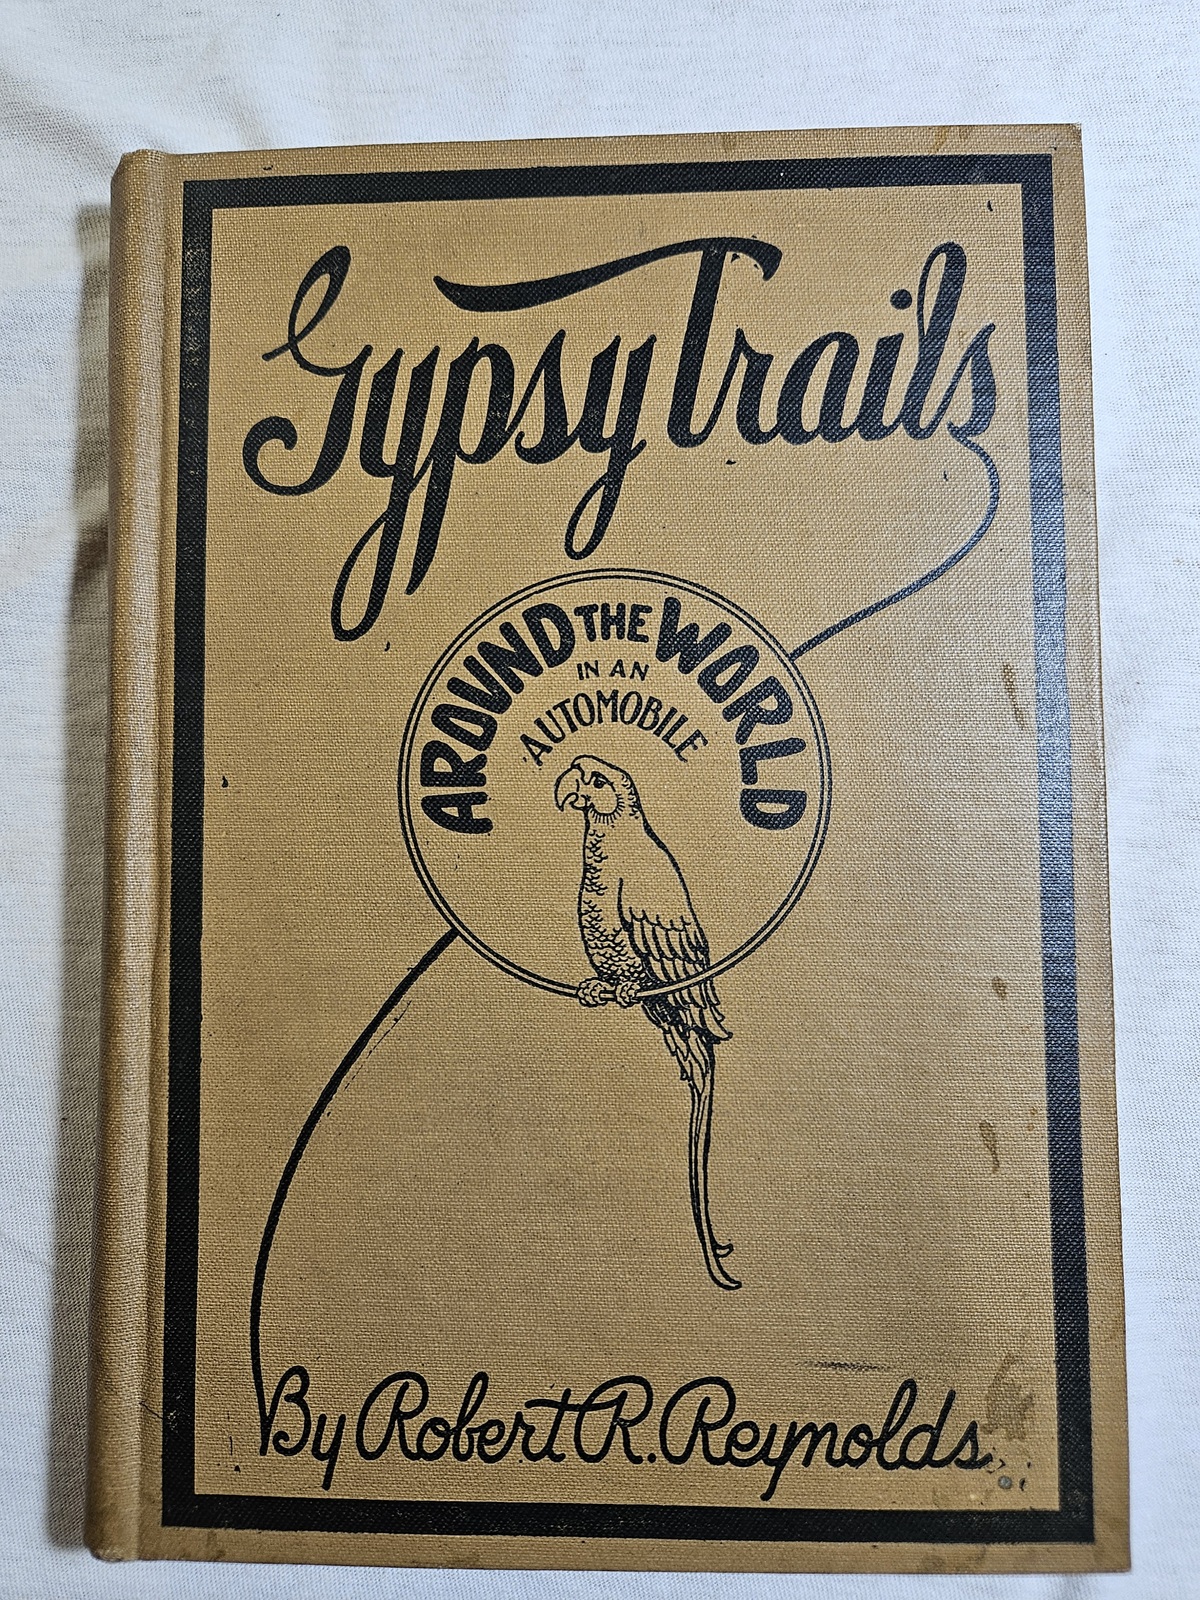 Gypsy Trails
AROUND THE WORLD
IN AN
AUTOMOBILE
By Robert R. Reynolds.